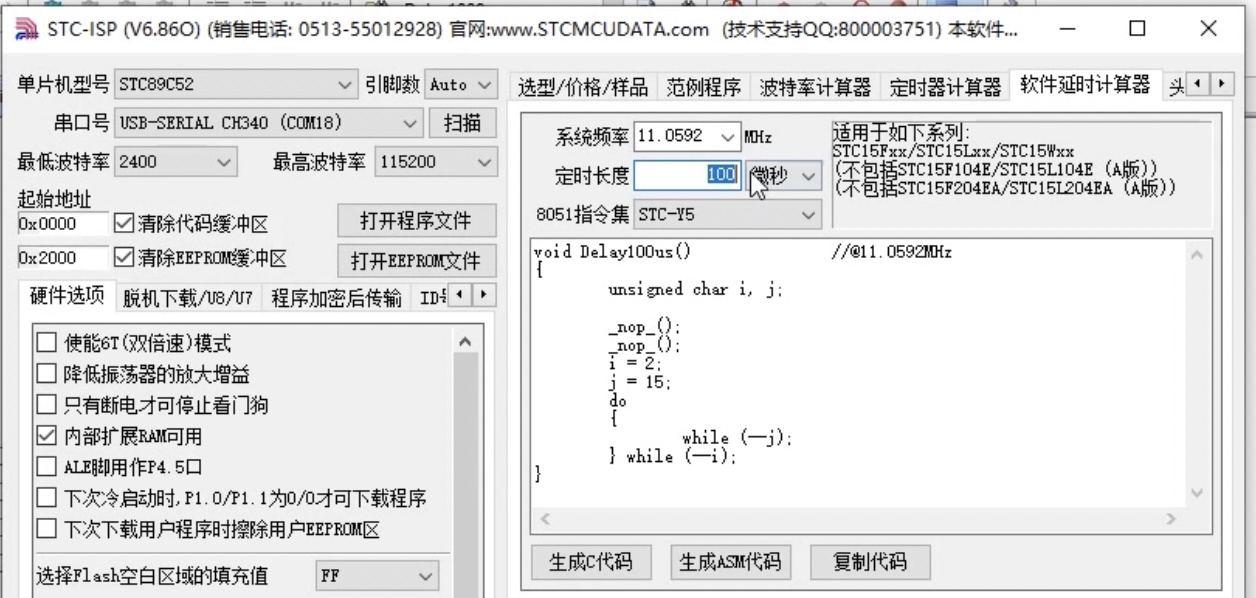 STC-ISP (V6.86O) (销售电话: 0513-55012928) 官网:www.STCMCUDATA.com (技术支持QQ:800003751) 本软件...
单片机型号 STC89C52 引脚数 Auto
串口号 USB-SERIAL CH340 (COM18) 扫描
最低波特率 2400 最高波特率 115200
起始地址
0x0000 清除代码缓冲区 打开程序文件
0x2000 清除EEPROM缓冲区 打开EEPROM文件
硬件选项 脱机下载/U8/U7 程序加密后传输
使能6T(双倍速)模式
降低振荡器的放大增益
只有断电才可停止看门狗
内部扩展RAM可用
ALE脚用作P4.5口
下次冷启动时,P1.0/P1.1为0/0才可下载程序
下次下载用户程序时擦除用户EEPROM区
选择Flash空白区域的填充值 FF
选型/价格/样品 范例程序 波特率计算器 定时器计算器 软件延时计算器 头
系统频率 11.0592 MHz
定时长度 100 微秒
8051指令集 STC-Y5
适用于如下系列:
STC15Fxx/STC15Lxx/STC15Wxx
(不包括STC15F104E/STC15L104E (A版))
(不包括STC15F204EA/STC15L204EA (A版))
void Delay100us() //@11.0592MHz
{
unsigned char i, j;
_nop_();
_nop_();
i = 2;
j = 15;
do
{
while (--j);
} while (--i);
}
生成C代码 生成ASM代码 复制代码